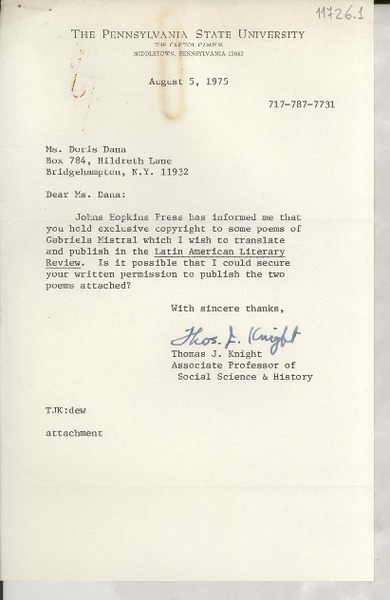 11726.1
THE PENNSYLVANIA STATE UNIVERSITY
THE CAPITOL CAMPUS
MIDDLETOWN, PENNSYLVANIA 17057
August 5, 1975
717-787-7731
Ms. Doris Dana
Box 784, Hildreth Lane
Bridgehampton, N.Y. 11932
Dear Ms. Dana:
Johns Hopkins Press has informed me that
you hold exclusive copyright to some poems of
Gabriela Mistral which I wish to translate
and publish in the Latin American Literary
Review. Is it possible that I could secure
your written permission to publish the two
poems attached?
With sincere thanks,
Thos. J. Knight
Thomas J. Knight
Associate Professor of
Social Science & History
TJK:dew
attachment